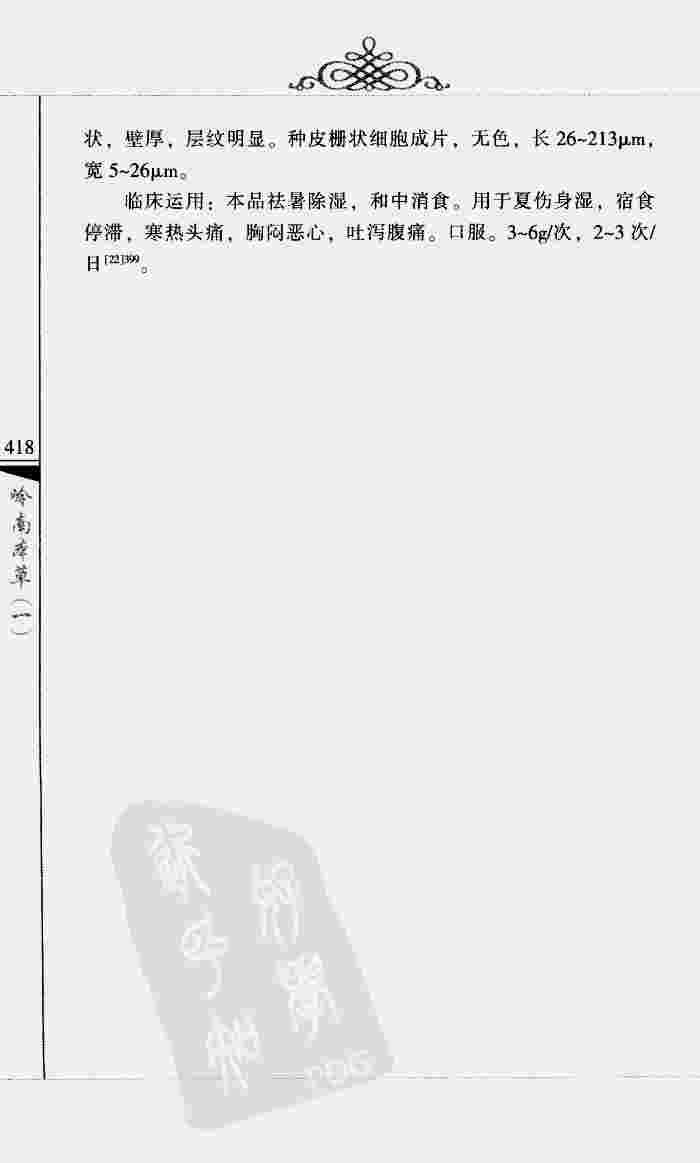 状，壁厚，层纹明显。种皮栅状细胞成片，无色，长 26~213μm，
宽 5~26μm。
临床运用：本品祛暑除湿，和中消食。用于夏伤身湿，宿食
停滞，寒热头痛，胸闷恶心，吐泻腹痛。口服。3~6g/次，2~3 次/
日[22]399。
418
岭南本草（一）
PDG